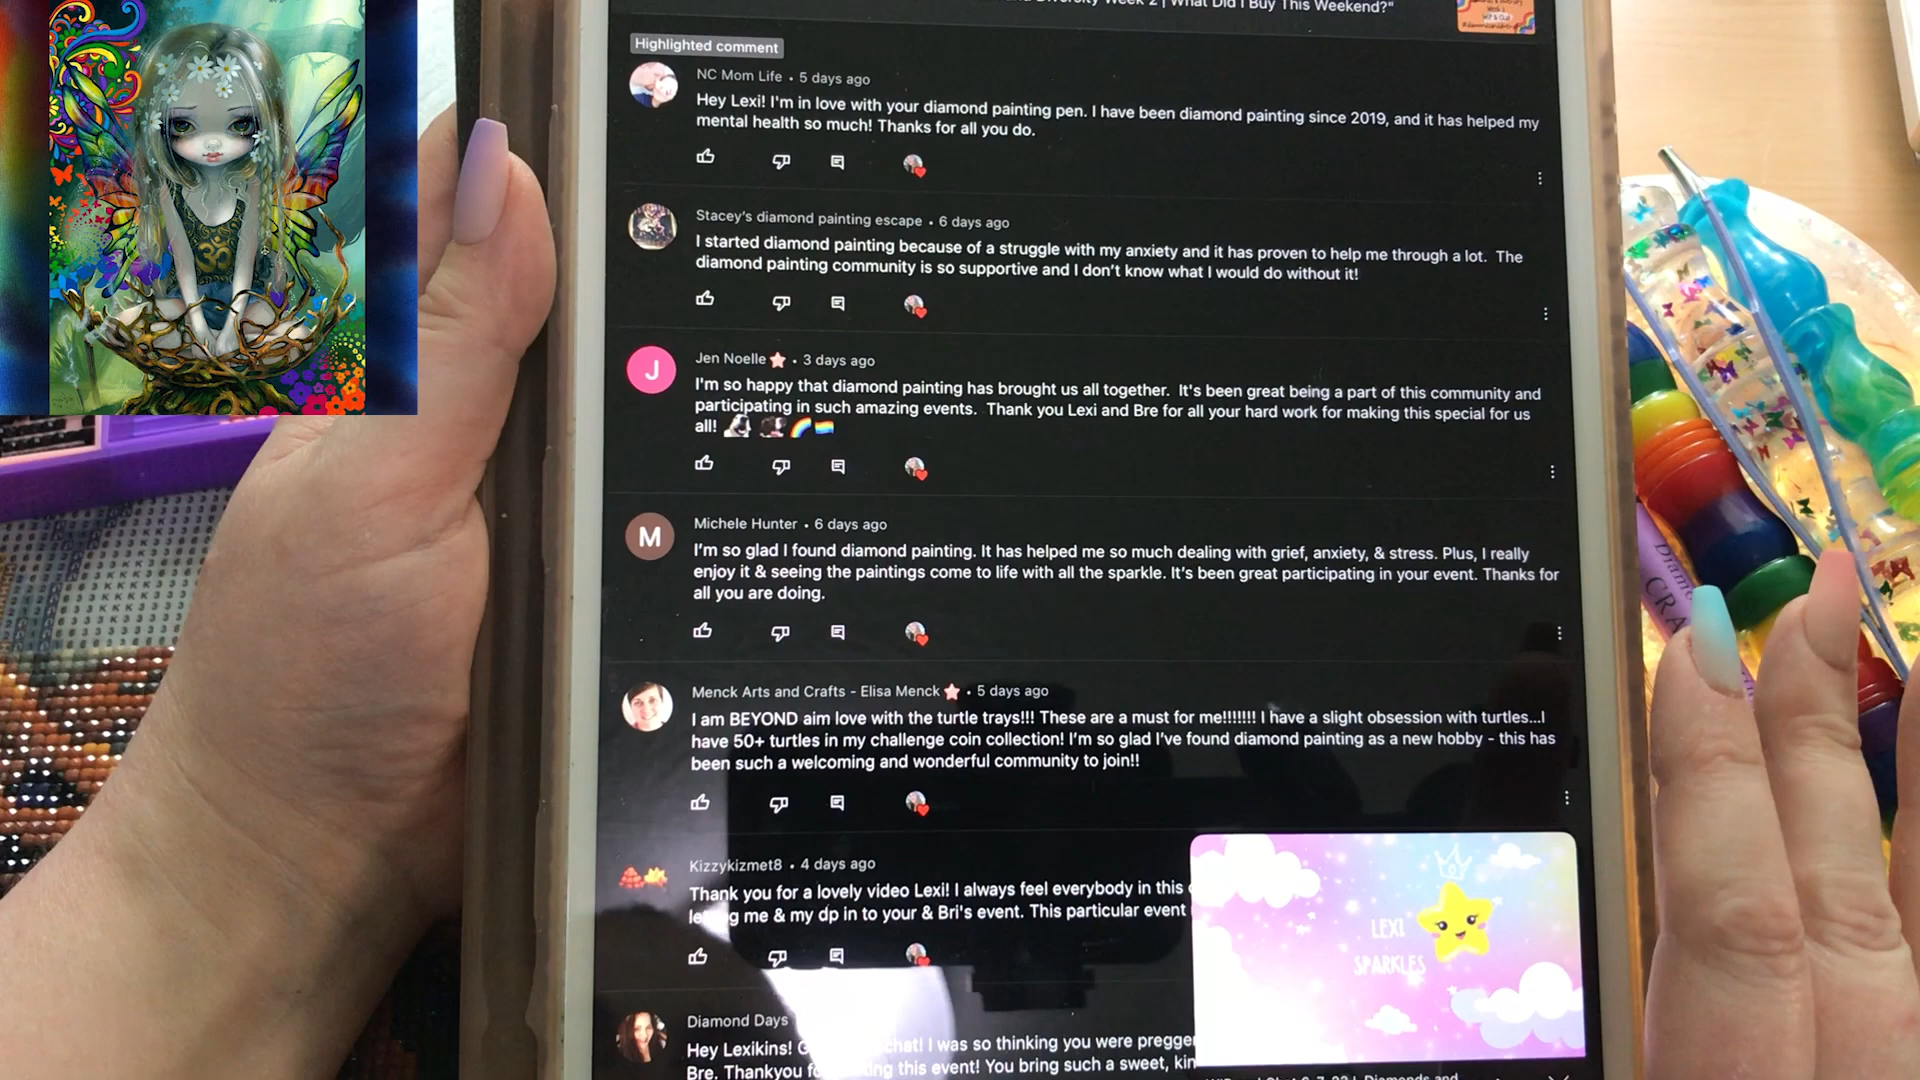 Diversity Week 2 | What Did I Buy This Weekend?"
Highlighted comment
NC Mom Life • 5 days ago
Hey Lexi! I'm in love with your diamond painting pen. I have been diamond painting since 2019, and it has helped my
mental health so much! Thanks for all you do.
Stacey's diamond painting escape • 6 days ago
I started diamond painting because of a struggle with my anxiety and it has proven to help me through a lot. The
diamond painting community is so supportive and I don't know what I would do without it!
J
Jen Noelle • 3 days ago
I'm so happy that diamond painting has brought us all together. It's been great being a part of this community and
participating in such amazing events. Thank you Lexi and Bre for all your hard work for making this special for us
all!
M
Michele Hunter • 6 days ago
I'm so glad I found diamond painting. It has helped me so much dealing with grief, anxiety, & stress. Plus, I really
enjoy it & seeing the paintings come to life with all the sparkle. It's been great participating in your event. Thanks for
all you are doing.
Menck Arts and Crafts - Elisa Menck • 5 days ago
I am BEYOND aim love with the turtle trays!!! These are a must for me!!!!!!! I have a slight obsession with turtles...I
have 50+ turtles in my challenge coin collection! I'm so glad I've found diamond painting as a new hobby - this has
been such a welcoming and wonderful community to join!!
Kizzykizmet8 • 4 days ago
Thank you for a lovely video Lexi! I always feel everybody in this
me & my dp in to your & Bri's event. This particular event
LEXI
SPARKLES
Diamond Days
Hey Lexikins! chat! I was so thinking you were
Bre. Thankyou this event! You bring such a sweet,